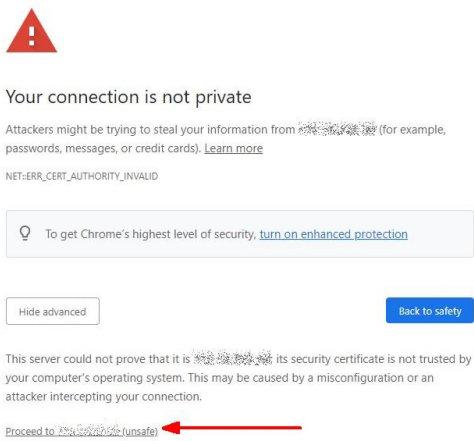 Your connection is not private
Attackers might be trying to steal your information from (for example,
passwords, messages, or credit cards). Learn more
NET::ERR_CERT_AUTHORITY_INVALID
To get Chrome's highest level of security, turn on enhanced protection
Hide advanced
Back to safety
This server could not prove that it is its security certificate is not trusted by
your computer's operating system. This may be caused by a misconfiguration or an
attacker intercepting your connection.
Proceed to (unsafe)